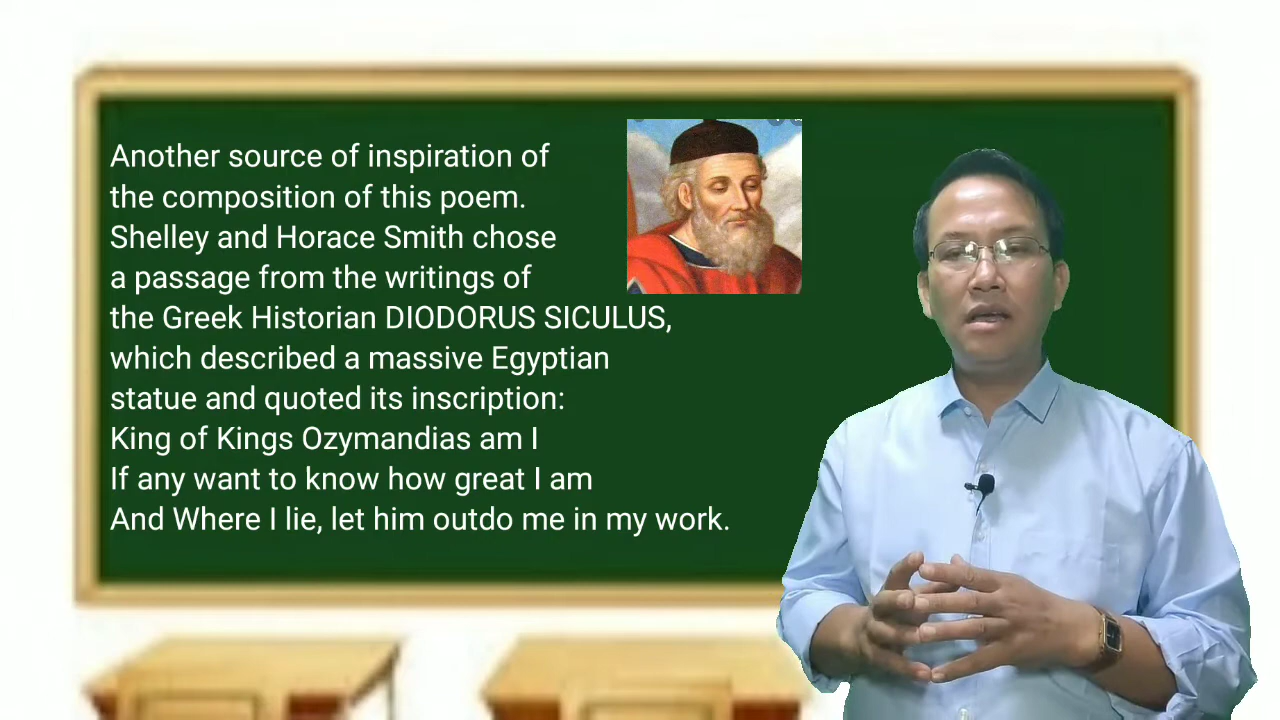 Another source of inspiration of
the composition of this poem.
Shelley and Horace Smith chose
a passage from the writings of
the Greek Historian DIODORUS SICULUS,
which described a massive Egyptian
statue and quoted its inscription:
King of Kings Ozymandias am I
If any want to know how great I am
And Where I lie, let him outdo me in my work.